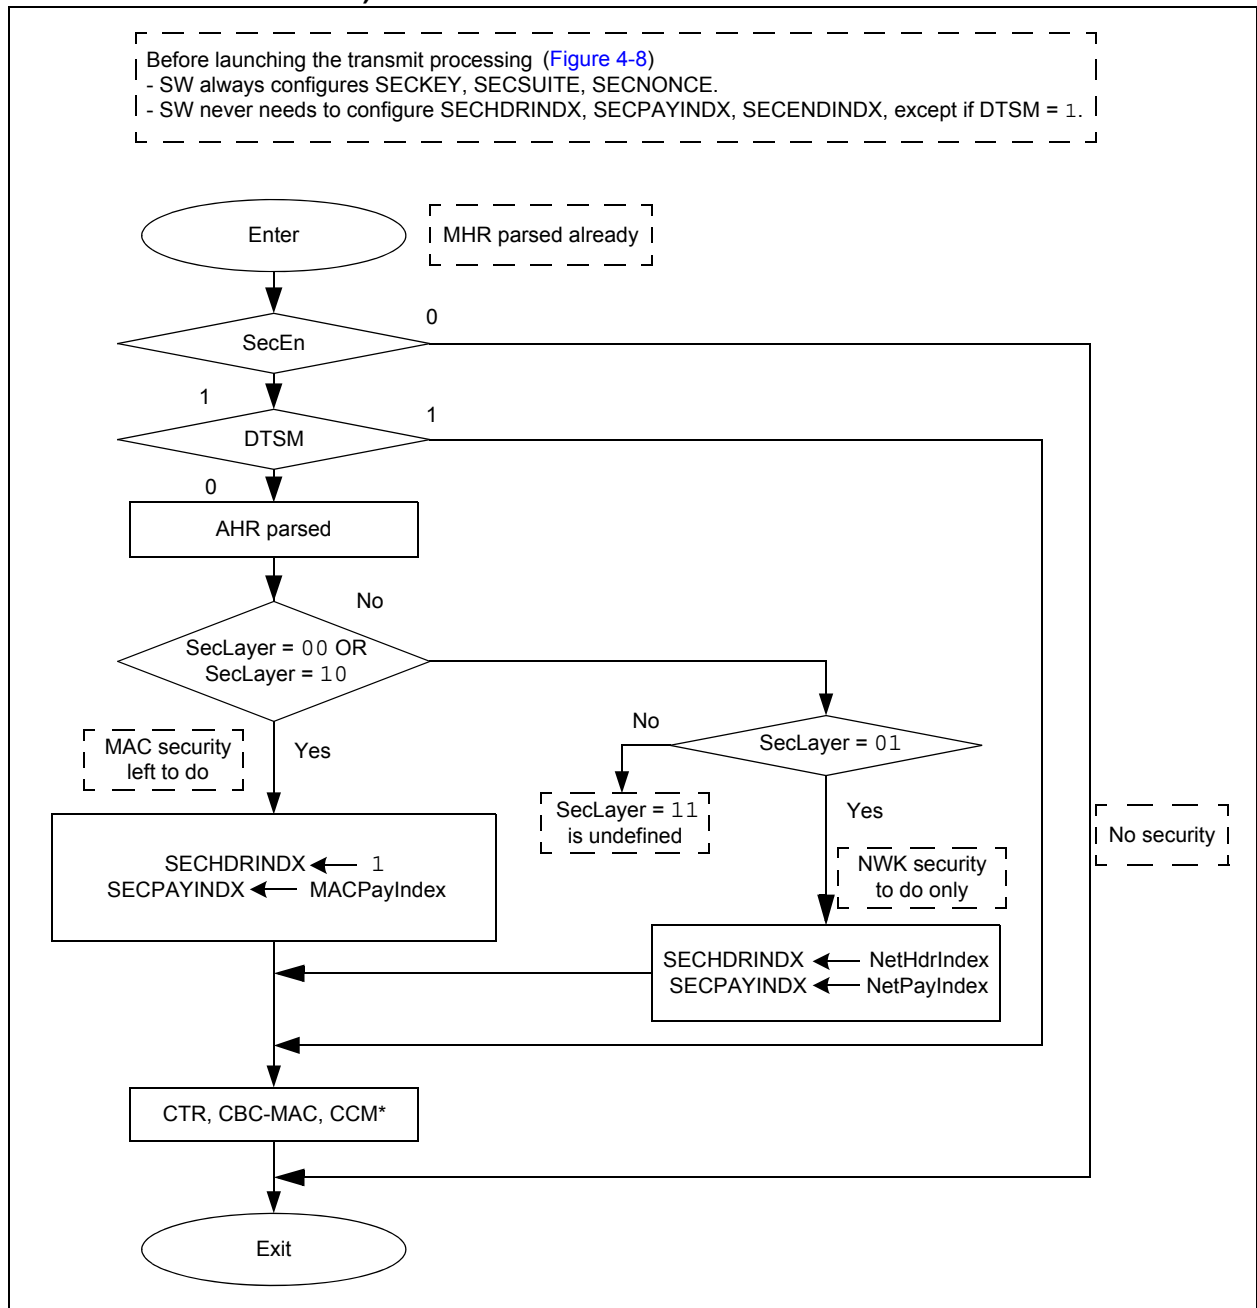 Before launching the transmit processing (Figure 4-8)
- SW always configures SECKEY, SECSUITE, SECNONCE.
- SW never needs to configure SECHDRINDX, SECPAYINDX, SECENDINDX, except if DTSM = 1.
Enter
MHR parsed already
0
SecEn
1
1
DTSM
0
AHR parsed
No
SecLayer = 00 OR
SecLayer = 10
No
SecLayer = 01
MAC security
left to do
Yes
SecLayer = 11
is undefined
Yes
No security
SECHDRINDX 1
SECPAYINDX MACPayIndex
NWK security
to do only
SECHDRINDX NetHdrIndex
SECPAYINDX NetPayIndex
CTR, CBC-MAC, CCM*
Exit